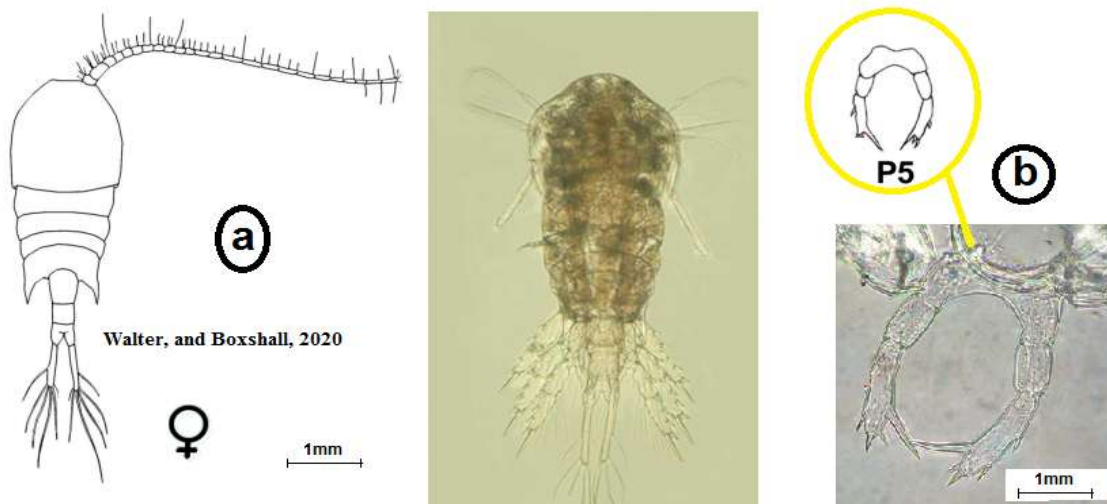 a
Walter, and Boxshall, 2020
♀
1mm
P5
b
1mm